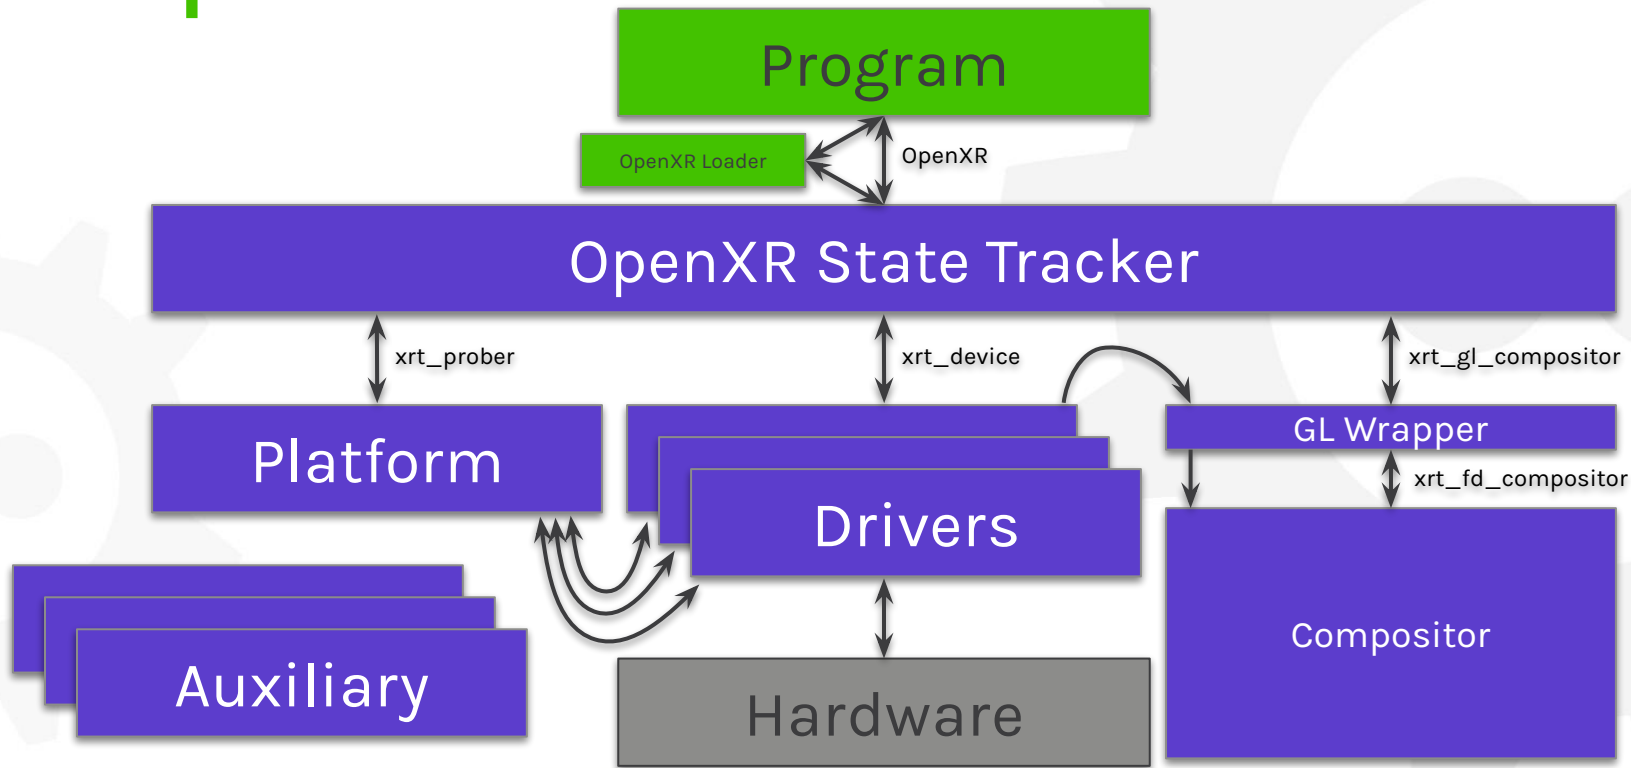 Program
OpenXR Loader
OpenXR
OpenXR State Tracker
xrt_prober
xrt_device
xrt_gl_compositor
Platform
GL Wrapper
xrt_fd_compositor
Drivers
Compositor
Auxiliary
Hardware